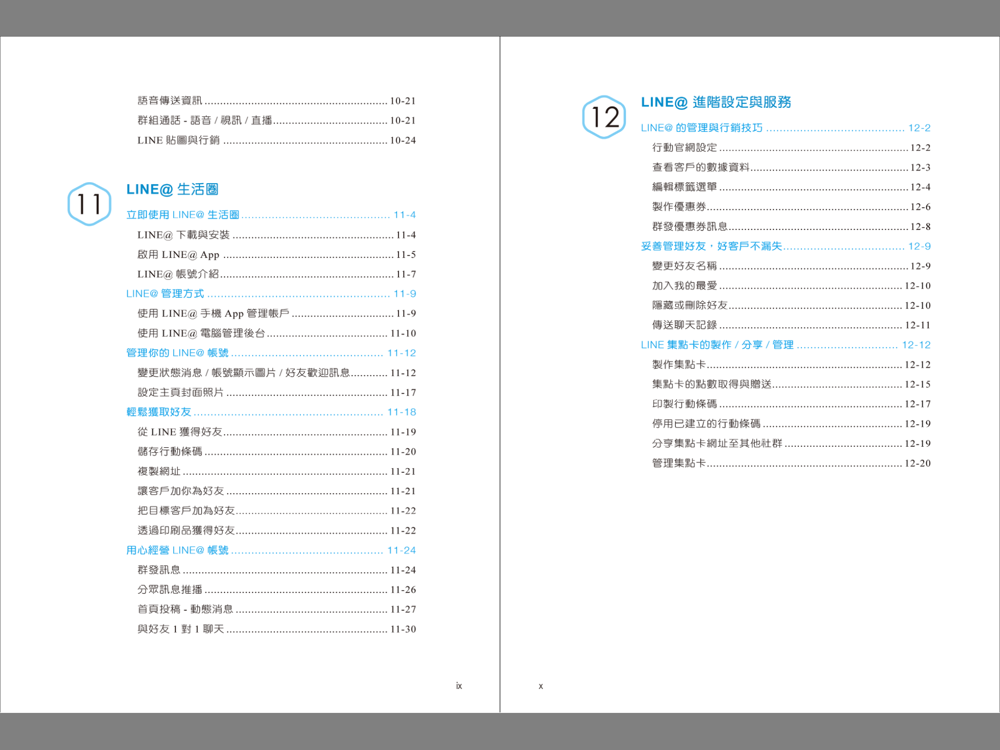 語音傳送資訊 ........................................................... 10-21
群組通話 - 語音 / 視訊 / 直播..................................... 10-21
LINE 貼圖與行銷 ..................................................... 10-24
11
LINE@ 生活圈
立即使用 LINE@ 生活圈............................................ 11-4
LINE@ 下載與安裝 .................................................... 11-4
啟用 LINE@ App ....................................................... 11-5
LINE@ 帳號介紹........................................................ 11-7
LINE@ 管理方式 ...................................................... 11-9
使用 LINE@ 手機 App 管理帳戶 ................................. 11-9
使用 LINE@ 電腦管理後台....................................... 11-10
管理你的 LINE@ 帳號 ............................................. 11-12
變更狀態消息 / 帳號顯示圖片 / 好友歡迎訊息............ 11-12
設定主頁封面照片 .................................................... 11-17
輕鬆獲取好友 ........................................................ 11-18
從 LINE 獲得好友..................................................... 11-19
儲存行動條碼 ........................................................... 11-20
複製網址 .................................................................. 11-21
讓客戶加你為好友 .................................................... 11-21
把目標客戶加為好友................................................. 11-22
透過印刷品獲得好友................................................. 11-22
用心經營 LINE@ 帳號 ............................................. 11-24
群發訊息 .................................................................. 11-24
分眾訊息推播 ........................................................... 11-26
首頁投稿 - 動態消息 ................................................. 11-27
與好友 1 對 1 聊天 .................................................... 11-30
ix
12
LINE@ 進階設定與服務
LINE@ 的管理與行銷技巧 ......................................... 12-2
行動官網設定 ............................................................. 12-2
查看客戶的數據資料................................................... 12-3
編輯標籤選單 ............................................................. 12-4
製作優惠券................................................................. 12-6
群發優惠券訊息.......................................................... 12-8
妥善管理好友，好客戶不漏失.................................... 12-9
變更好友名稱 ............................................................. 12-9
加入我的最愛 ........................................................... 12-10
隱藏或刪除好友........................................................ 12-10
傳送聊天記錄 ........................................................... 12-11
LINE 集點卡的製作 / 分享 / 管理 .............................. 12-12
製作集點卡............................................................... 12-12
集點卡的點數取得與贈送.......................................... 12-15
印製行動條碼 ........................................................... 12-17
停用已建立的行動條碼 ............................................. 12-19
分享集點卡網址至其他社群 ...................................... 12-19
管理集點卡............................................................... 12-20
x